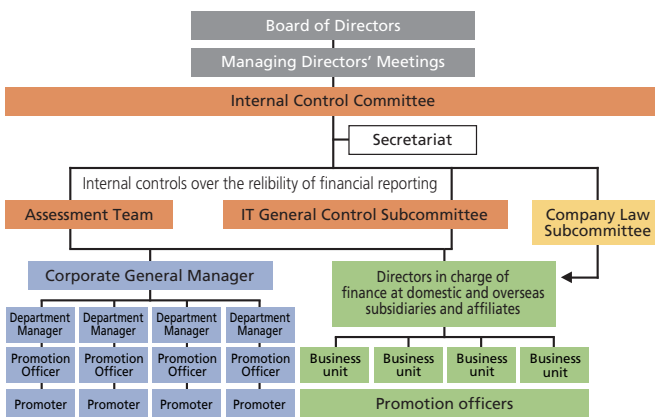 Board of Directors
Managing Directors' Meetings
Internal Control Committee
Secretariat
Internal controls over the relibility of financial reporting
Assessment Team
IT General Control Subcommittee
Company Law
Subcommittee
Corporate General Manager
Directors in charge of
finance at domestic and overseas
subsidiaries and affiliates
Department
Manager
Department
Manager
Department
Manager
Department
Manager
Promotion
Officer
Promotion
Officer
Promotion
Officer
Promotion
Officer
Promoter
Promoter
Promoter
Promoter
Business
unit
Business
unit
Business
unit
Business
unit
Promotion officers